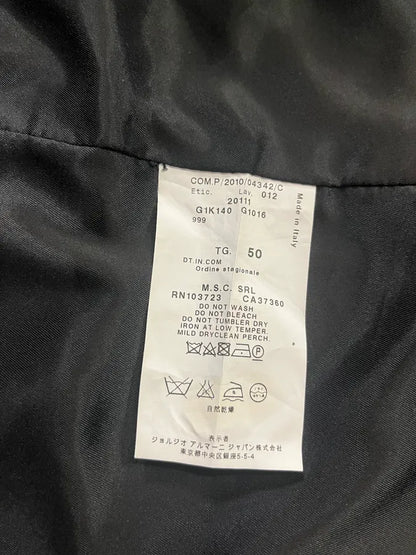 COM.P/2010/04342/C
Etic. Lav. 012
20111
G1K140 G1016
999
Made in Italy
TG. 50
DT.IN.COM
Ordine stagionale
M.S.C. SRL
RN103723 CA37360
DO NOT WASH
DO NOT BLEACH
DO NOT TUMBLER DRY
IRON AT LOW TEMPER.
MILD DRYCLEAN PERCH.
P
自然乾燥
表示者
ジョルジオ アルマーニ ジャパン株式会社
東京都中央区銀座5-5-4